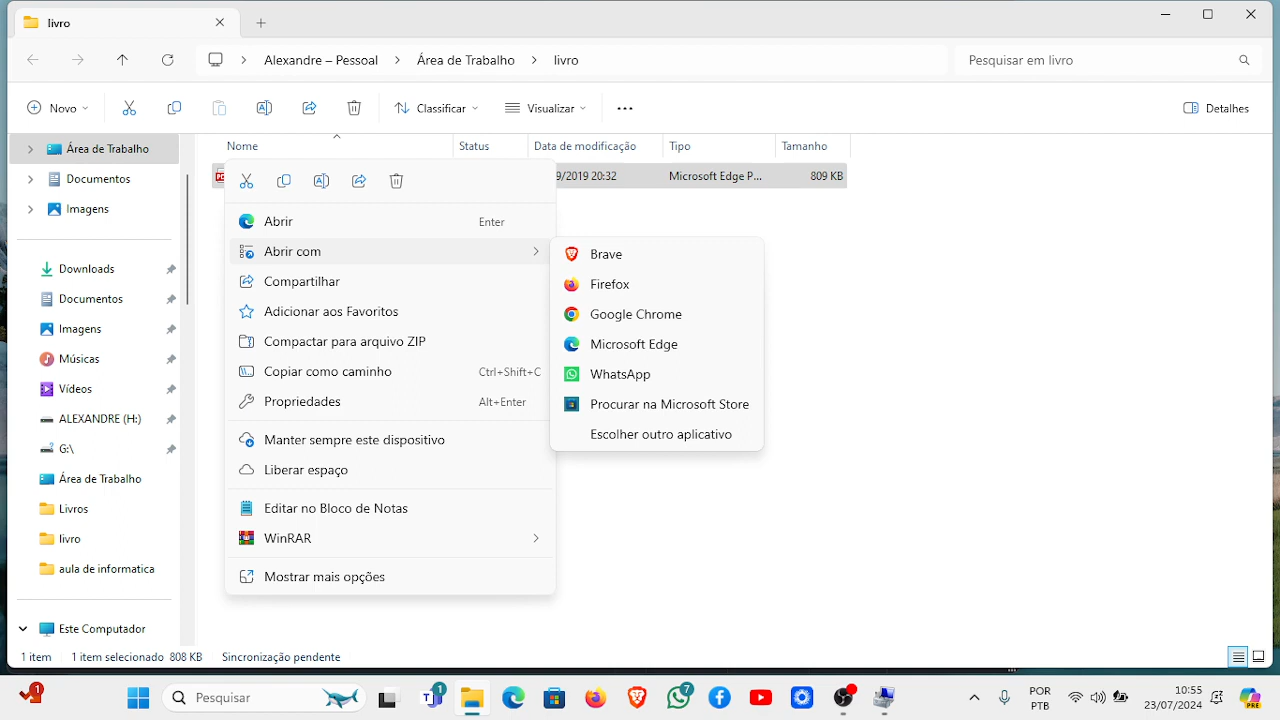 livro
Alexandre – Pessoal > Área de Trabalho > livro
Pesquisar em livro
Novo
Classificar
Visualizar
Detalhes
Área de Trabalho
Documentos
Imagens
Downloads
Documentos
Imagens
Músicas
Vídeos
ALEXANDRE (H:)
G:\
Área de Trabalho
Livros
livro
aula de informatica
Este Computador
Nome Status Data de modificação Tipo Tamanho
9/2019 20:32 Microsoft Edge P... 809 KB
Abrir Enter
Abrir com
Compartilhar
Adicionar aos Favoritos
Compactar para arquivo ZIP
Copiar como caminho Ctrl+Shift+C
Propriedades Alt+Enter
Manter sempre este dispositivo
Liberar espaço
Editar no Bloco de Notas
WinRAR
Mostrar mais opções
Brave
Firefox
Google Chrome
Microsoft Edge
WhatsApp
Procurar na Microsoft Store
Escolher outro aplicativo
1 item 1 item selecionado 808 KB Sincronização pendente
1
Pesquisar
1
7
POR
PTB
10:55
23/07/2024
PRE